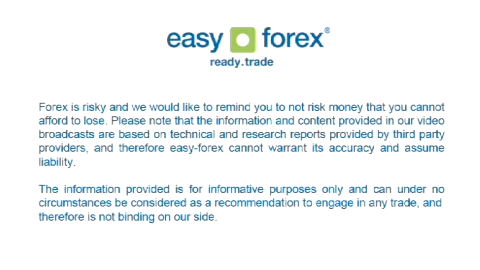 easy forex®
ready.trade
Forex is risky and we would like to remind you to not risk money that you cannot
afford to lose. Please note that the information and content provided in our video
broadcasts are based on technical and research reports provided by third party
providers, and therefore easy-forex cannot warrant its accuracy and assume
liability.
The information provided is for informative purposes only and can under no
circumstances be considered as a recommendation to engage in any trade, and
therefore is not binding on our side.